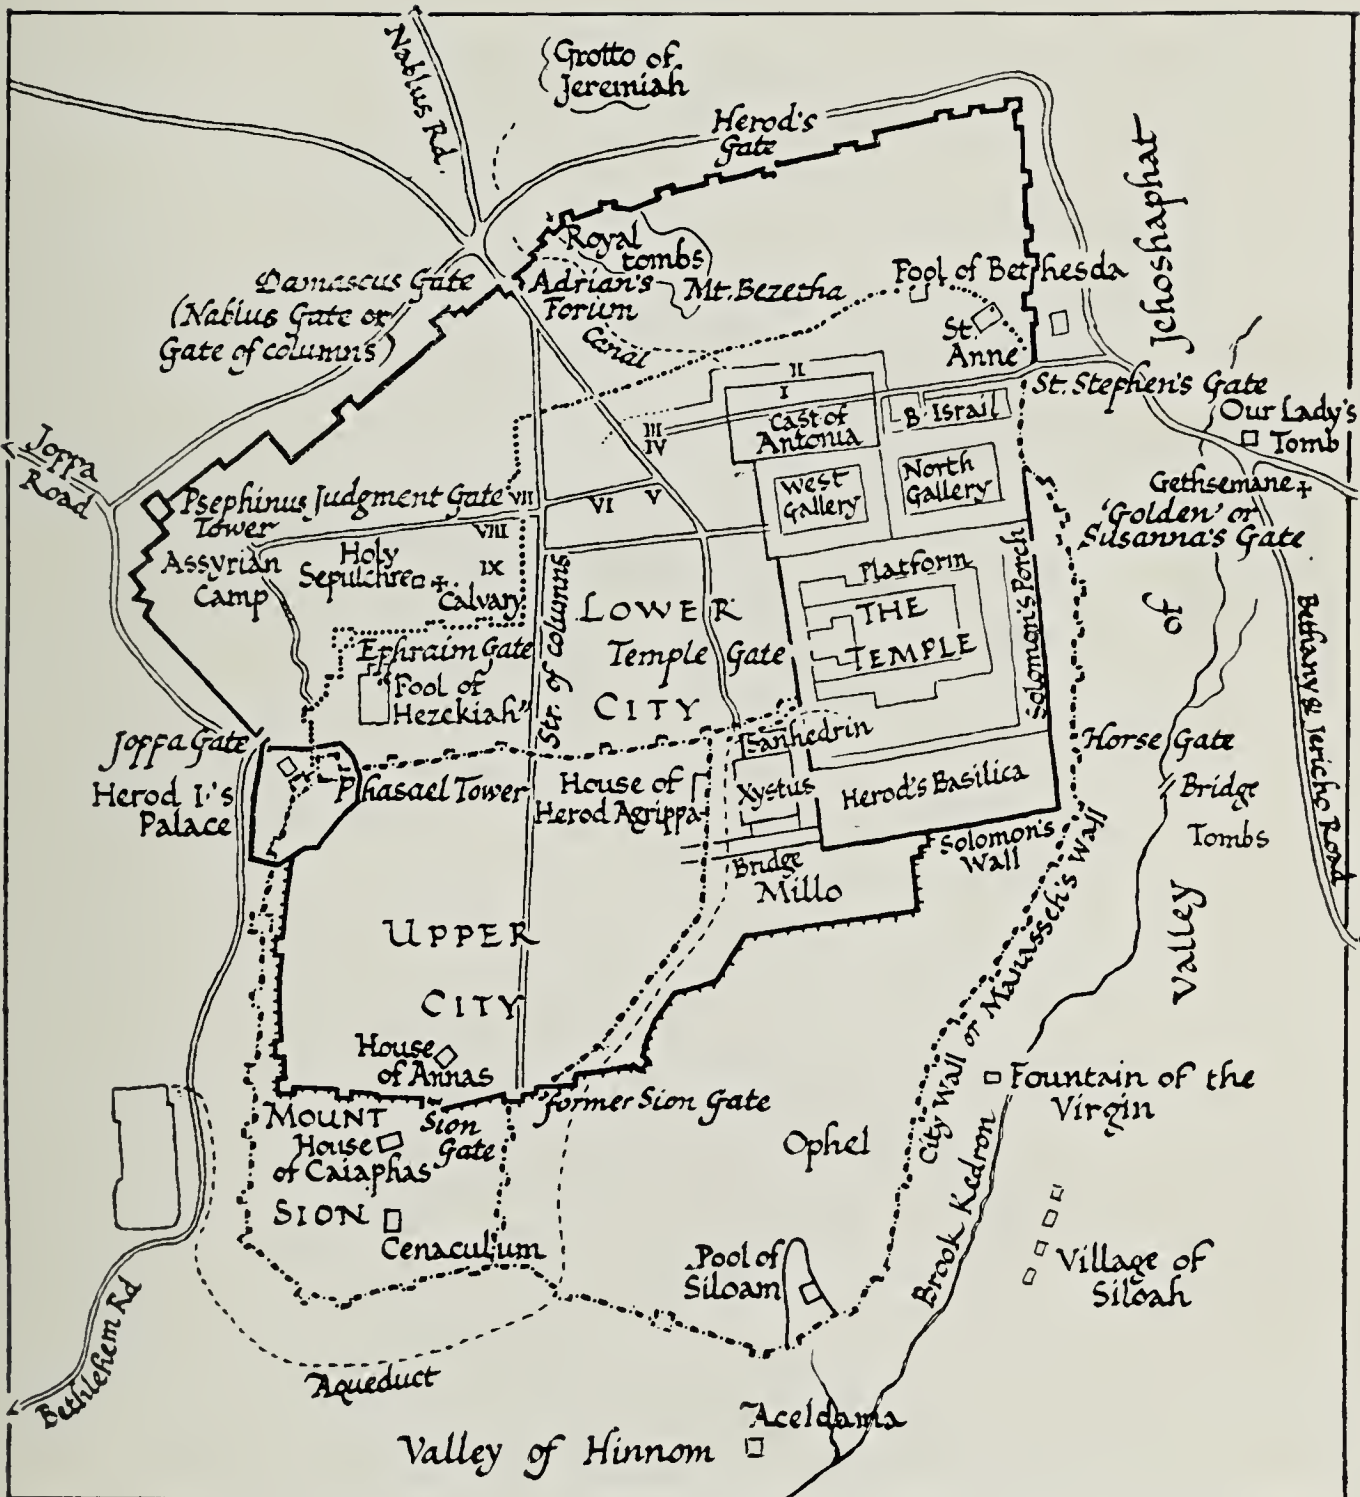 Nablus Rd.
Grotto of
Jeremiah
Herod's
Gate
Jehoshaphat
Royal
tombs
Damascus Gate
(Nablus Gate or
Gate of columns)
Adrian's
Forum
Mt. Bezetha
Pool of Bethesda
Canal
St.
Anne
St. Stephen's Gate
II
I
Cast of
Antonia
B. Israil
Our Lady's
Tomb
III
IV
Joppa
Road
Gethsemane
Psephinus
Tower
Judgment Gate
VII
VI
V
West
Gallery
North
Gallery
'Golden' or
Susanna's Gate
VIII
Assyrian
Camp
Holy
Sepulchre
IX
Calvary
Platform
THE
TEMPLE
Solomon's Porch
of
Bethany & Jericho Road
LOWER
CITY
Temple Gate
Ephraim Gate
Str. of columns
Pool of
Hezekiah"
Joppa Gate
Sanhedrin
Horse Gate
Herod I.'s
Palace
Phasael Tower
House of
Herod Agrippa
Xystus
Herod's Basilica
Bridge
Tombs
Solomon's
Wall
Bridge
Millo
UPPER
CITY
Valley
City Wall or Manasseh's Wall
House
of Annas
Fountain of the
Virgin
MOUNT
SION
Sion
Gate
former Sion Gate
House
of Caiaphas
Ophel
Brook Kedron
Cenaculum
Pool of
Siloam
Village of
Siloah
Bethlehem Rd
Aqueduct
Aceldama
Valley of Hinnom